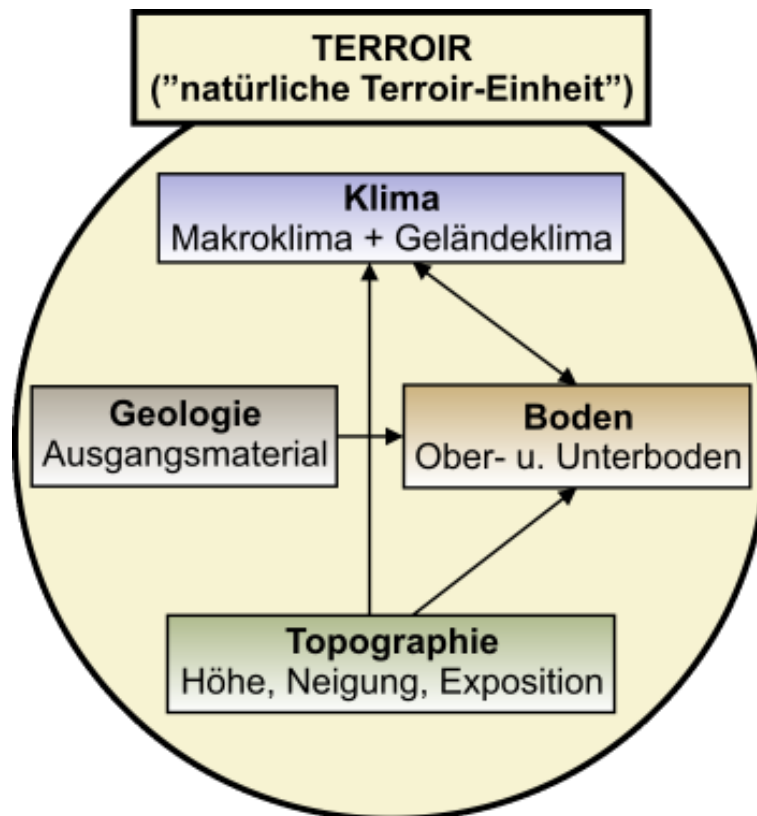 TERROIR
(”natürliche Terroir-Einheit”)
Klima
Makroklima + Geländeklima
Geologie
Ausgangsmaterial
Boden
Ober- u. Unterboden
Topographie
Höhe, Neigung, Exposition